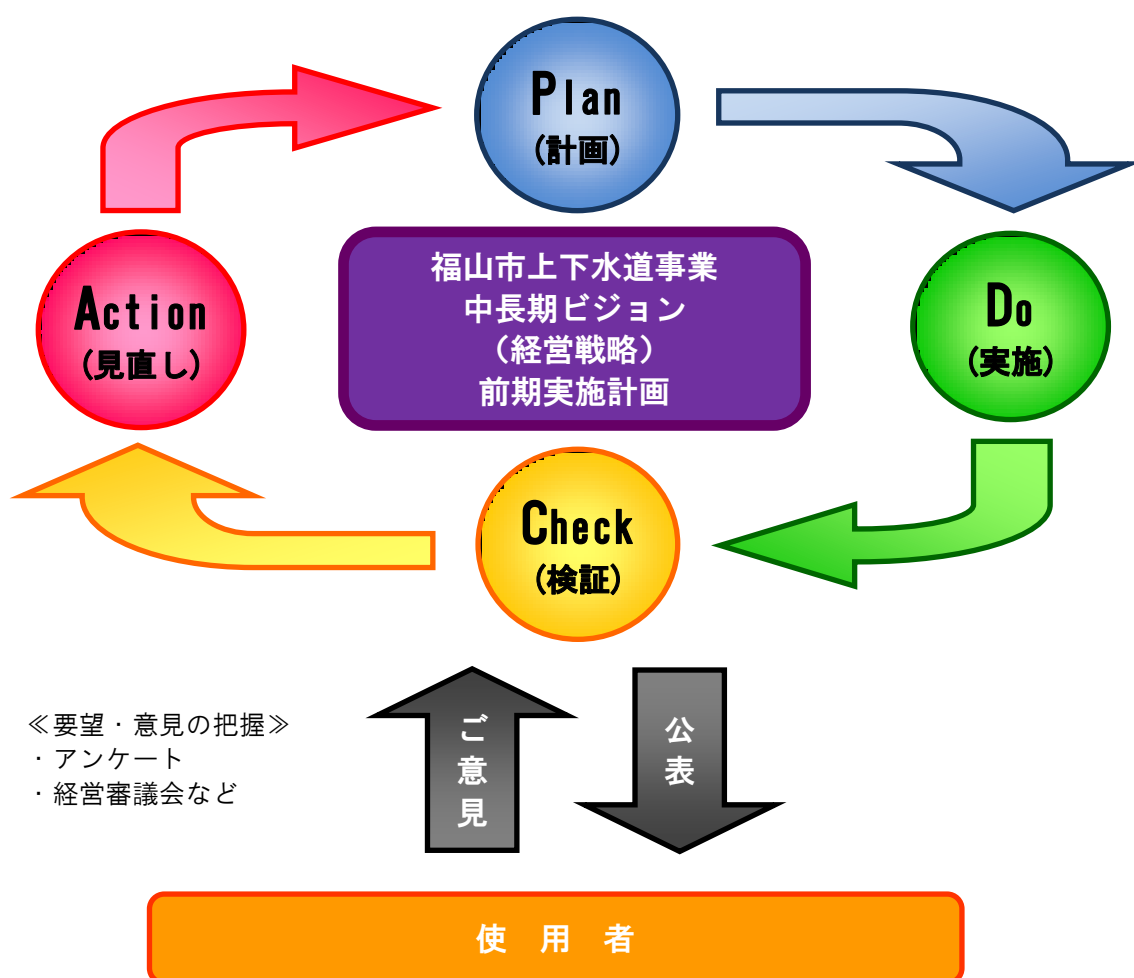 Plan
(計画)
Action
(見直し)
福山市上下水道事業
中長期ビジョン
（経営戦略）
前期実施計画
Do
(実施)
Check
(検証)
≪要望・意見の把握≫
・アンケート
・経営審議会など
ご意見
公表
使　用　者